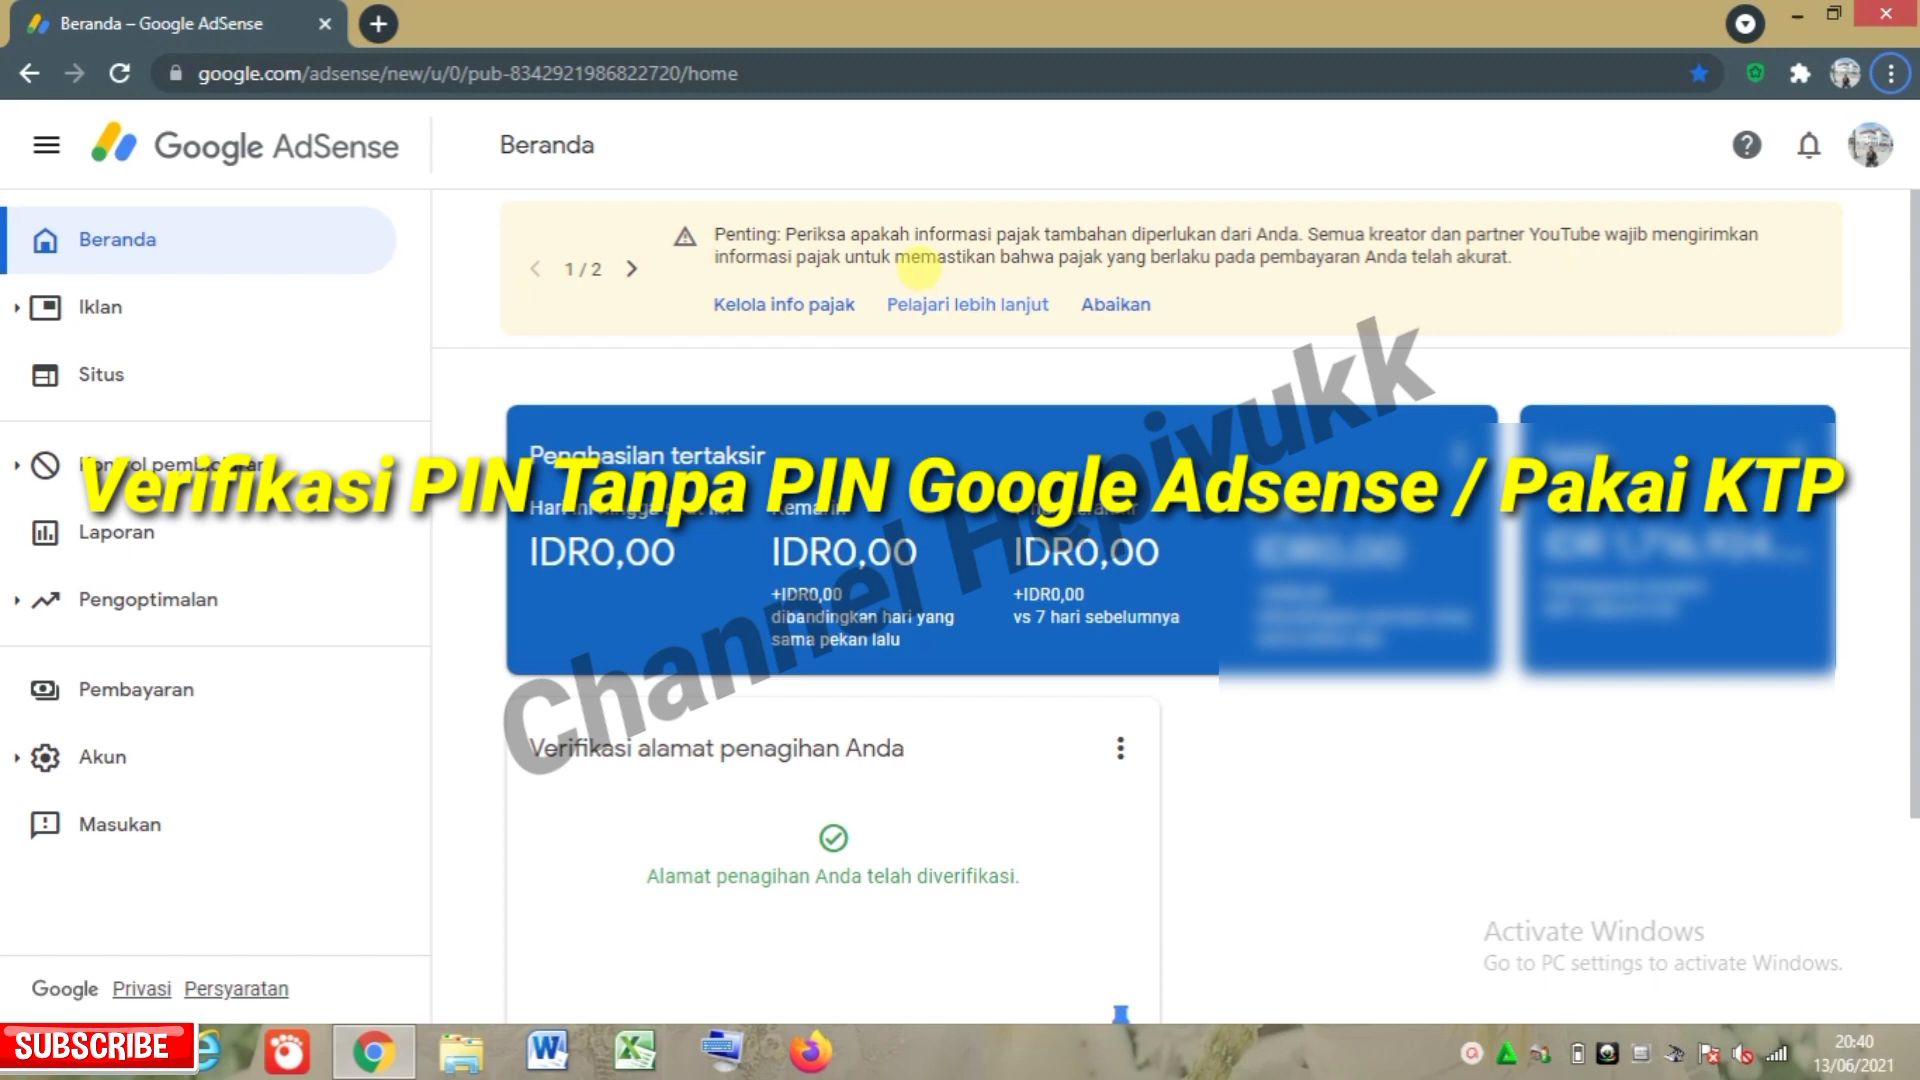 Beranda – Google AdSense
google.com/adsense/new/u/0/pub-8342921986822720/home
Google AdSense
Beranda
Beranda
Iklan
Situs
Laporan
Pengoptimalan
Pembayaran
Akun
Masukan
Google Privasi Persyaratan
1 / 2
Penting: Periksa apakah informasi pajak tambahan diperlukan dari Anda. Semua kreator dan partner YouTube wajib mengirimkan
informasi pajak untuk memastikan bahwa pajak yang berlaku pada pembayaran Anda telah akurat.
Kelola info pajak Pelajari lebih lanjut Abaikan
Penghasilan tertaksir
Verifikasi PIN Tanpa PIN Google Adsense / Pakai KTP
Kemarin
IDR0,00
IDR0,00
+IDR0,00
dibandingkan hari yang
sama pekan lalu
IDR0,00
+IDR0,00
vs 7 hari sebelumnya
Channel Hepiyukk
Verifikasi alamat penagihan Anda
Alamat penagihan Anda telah diverifikasi.
Activate Windows
Go to PC settings to activate Windows.
SUBSCRIBE
20:40
13/06/2021